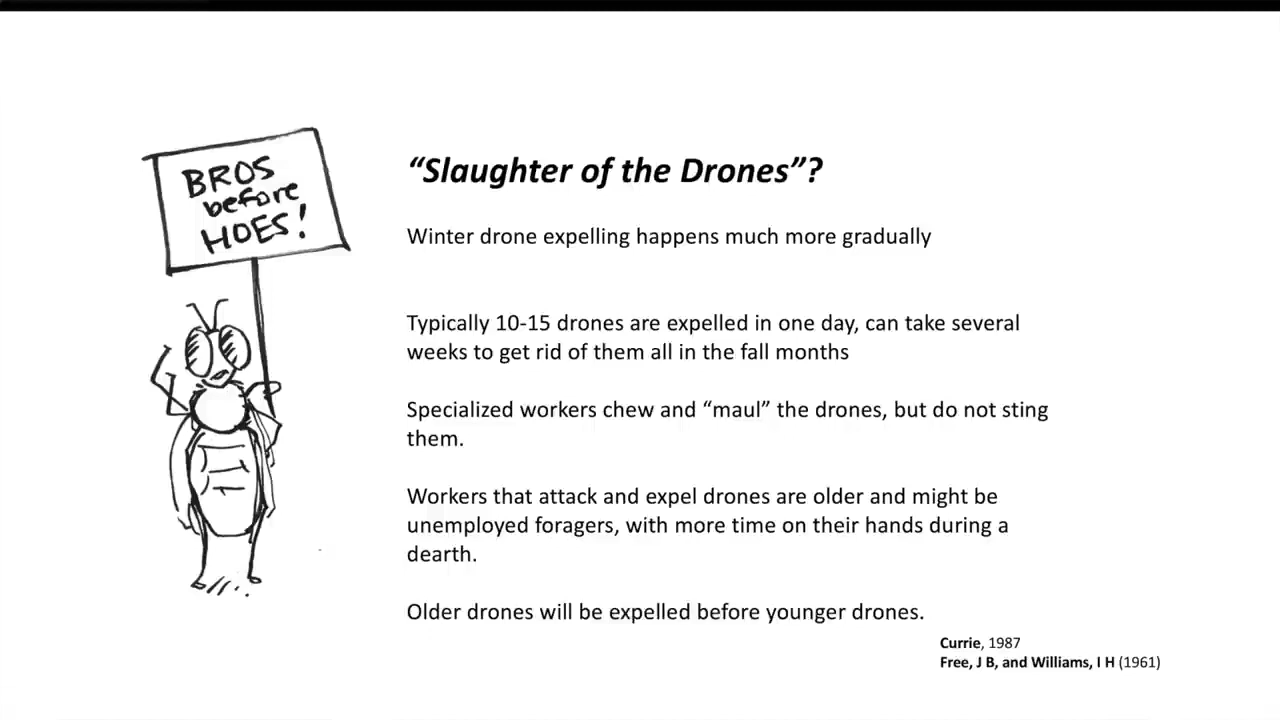 BROS
before
HOES!
“Slaughter of the Drones”?
Winter drone expelling happens much more gradually
Typically 10-15 drones are expelled in one day, can take several
weeks to get rid of them all in the fall months
Specialized workers chew and “maul” the drones, but do not sting
them.
Workers that attack and expel drones are older and might be
unemployed foragers, with more time on their hands during a
dearth.
Older drones will be expelled before younger drones.
Currie, 1987
Free, J B, and Williams, I H (1961)